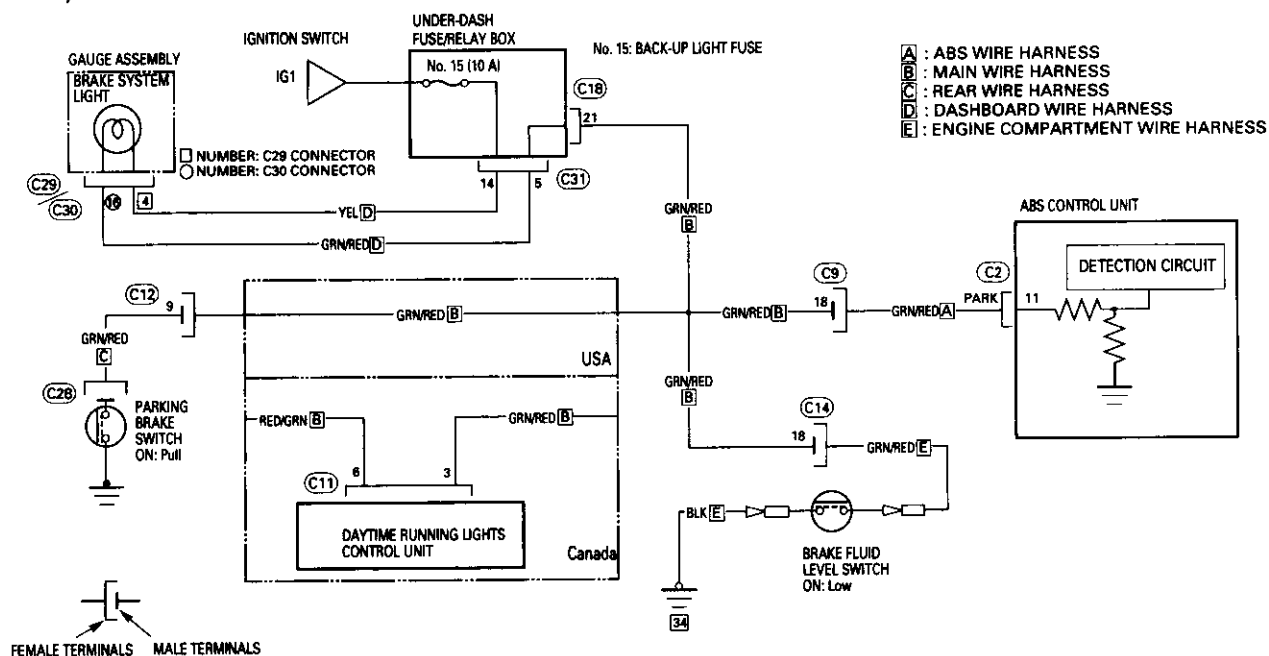 UNDER-DASH
FUSE/RELAY BOX
IGNITION SWITCH
No. 15: BACK-UP LIGHT FUSE
GAUGE ASSEMBLY
BRAKE SYSTEM
LIGHT
IG1
No. 15 (10 A)
C18
21
A : ABS WIRE HARNESS
B : MAIN WIRE HARNESS
C : REAR WIRE HARNESS
D : DASHBOARD WIRE HARNESS
E : ENGINE COMPARTMENT WIRE HARNESS
NUMBER: C29 CONNECTOR
NUMBER: C30 CONNECTOR
C29
C30
16
4
14
5
C31
YEL D
GRN/RED D
GRN/RED
B
ABS CONTROL UNIT
DETECTION CIRCUIT
C12
9
GRN/RED B
USA
GRN/RED B
C9
18
GRN/RED A
C2
PARK
11
GRN/RED
C
C28
PARKING
BRAKE
SWITCH
ON: Pull
GRN/RED
B
RED/GRN B
GRN/RED B
C11
6
3
DAYTIME RUNNING LIGHTS
CONTROL UNIT
Canada
C14
18
GRN/RED E
BLK E
BRAKE FLUID
LEVEL SWITCH
ON: Low
34
FEMALE TERMINALS
MALE TERMINALS